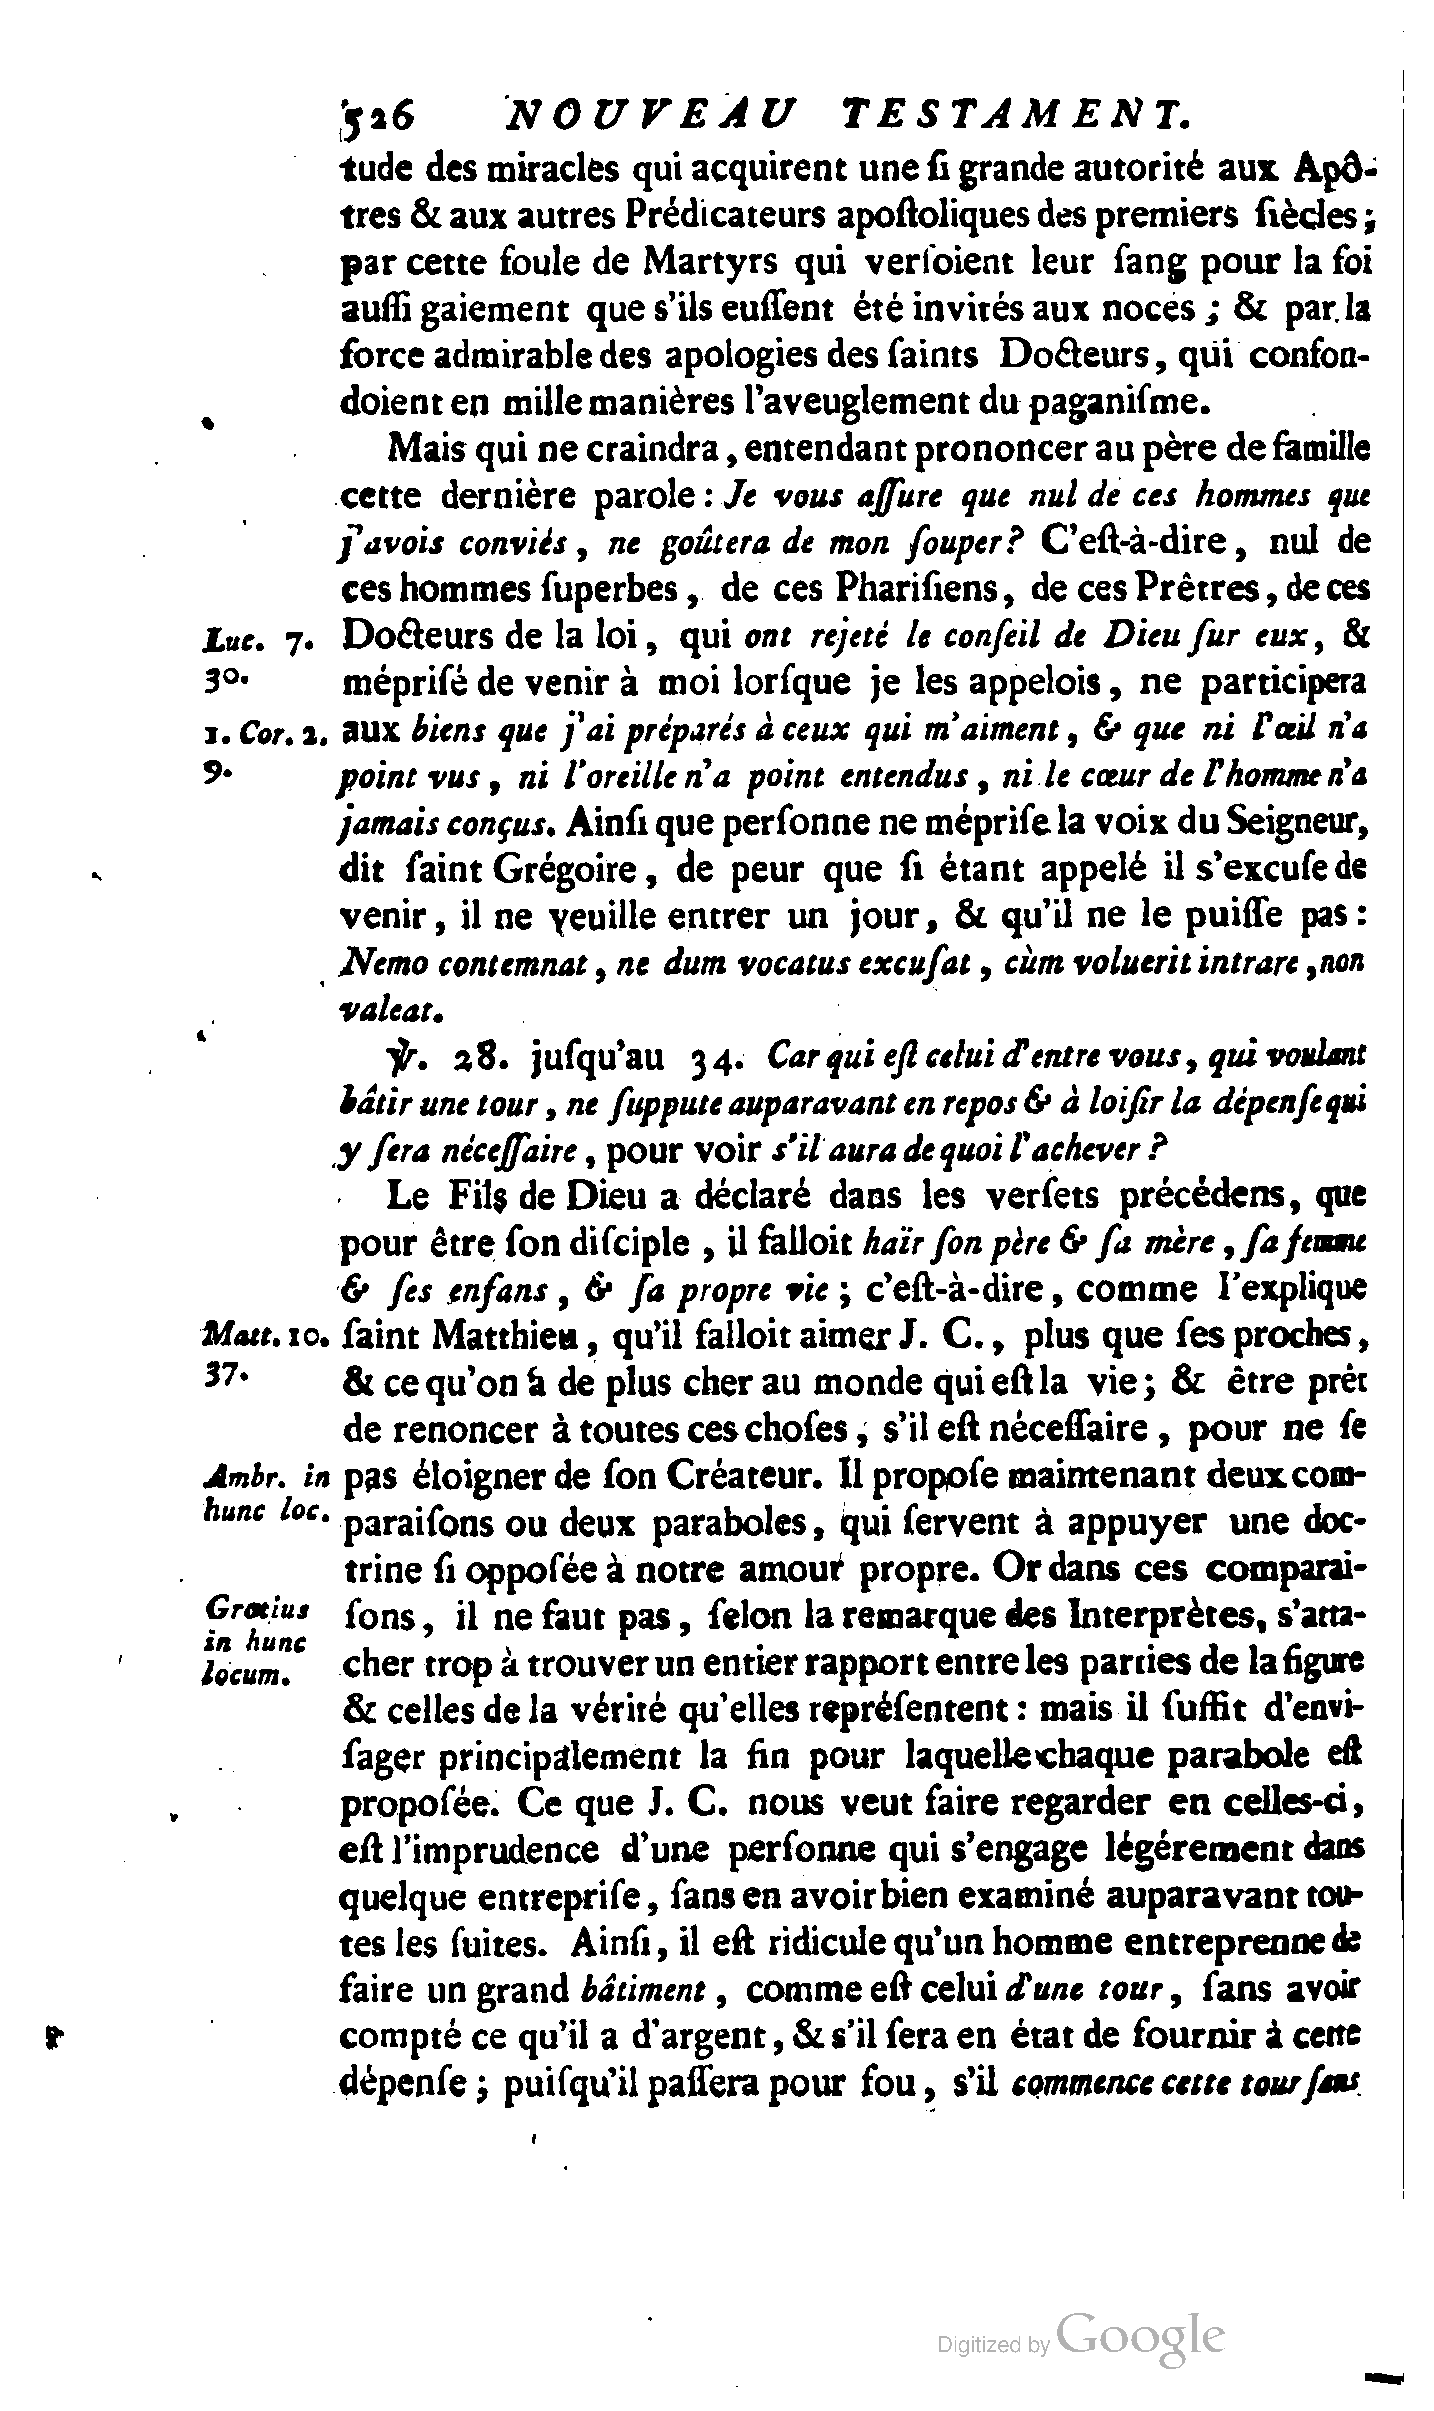 526 NOUVEAU TESTAMENT.
tude des miracles qui acquirent une ſi grande autorité aux Apô-
tres & aux autres Prédicateurs apoſtoliques des premiers ſiècles;
par cette foule de Martyrs qui verſoient leur ſang pour la foi
auſſi gaiement que s'ils euſſent été invités aux noces ; & par la
force admirable des apologies des ſaints Docteurs, qui confon-
doient en mille manières l'aveuglement du paganiſme.
Mais qui ne craindra, entendant prononcer au père de famille
cette dernière parole : Je vous aſſure que nul de ces hommes que
j'avois conviés, ne goûtera de mon ſouper? C'eſt-à-dire, nul de
ces hommes ſuperbes, de ces Phariſiens, de ces Prêtres, de ces
Luc. 7. Docteurs de la loi, qui ont rejeté le conſeil de Dieu ſur eux, &
30. mépriſé de venir à moi lorſque je les appelois, ne participera
1. Cor. 2. aux biens que j'ai préparés à ceux qui m'aiment, & que ni l'œil n'a
9. point vus, ni l'oreille n'a point entendus, ni le cœur de l'homme n'a
jamais conçus. Ainſi que perſonne ne mépriſe la voix du Seigneur,
dit ſaint Grégoire, de peur que ſi étant appelé il s'excuſe de
venir, il ne veuille entrer un jour, & qu'il ne le puiſſe pas :
Nemo contemnat, ne dum vocatus excuſat, cùm voluerit intrare, non
valeat.
℣. 28. juſqu'au 34. Car qui eſt celui d'entre vous, qui voulant
bâtir une tour, ne ſuppute auparavant en repos & à loiſir la dépenſe qui
y ſera néceſſaire, pour voir s'il aura de quoi l'achever ?
Le Fils de Dieu a déclaré dans les verſets précédens, que
pour être ſon diſciple, il falloit haïr ſon père & ſa mère, ſa femme
& ſes enfans, & ſa propre vie ; c'eſt-à-dire, comme l'explique
Matt. 10. ſaint Matthieu, qu'il falloit aimer J. C., plus que ſes proches,
37. & ce qu'on a de plus cher au monde qui eſt la vie; & être prêt
de renoncer à toutes ces choſes, s'il eſt néceſſaire, pour ne ſe
Ambr. in pas éloigner de ſon Créateur. Il propoſe maintenant deux com-
hunc loc. paraiſons ou deux paraboles, qui ſervent à appuyer une doc-
trine ſi oppoſée à notre amour propre. Or dans ces comparai-
Grotius ſons, il ne faut pas, ſelon la remarque des Interprètes, s'atta-
in hunc
locum. cher trop à trouver un entier rapport entre les parties de la figure
& celles de la vérité qu'elles repréſentent : mais il ſuffit d'envi-
ſager principalement la fin pour laquelle chaque parabole eſt
propoſée. Ce que J. C. nous veut faire regarder en celles-ci,
eſt l'imprudence d'une perſonne qui s'engage légérement dans
quelque entrepriſe, ſans en avoir bien examiné auparavant tou-
tes les ſuites. Ainſi, il eſt ridicule qu'un homme entreprenne de
faire un grand bâtiment, comme eſt celui d'une tour, ſans avoir
compté ce qu'il a d'argent, & s'il ſera en état de fournir à cette
dépenſe ; puiſqu'il paſſera pour fou, s'il commence cette tour ſans
Digitized by Google